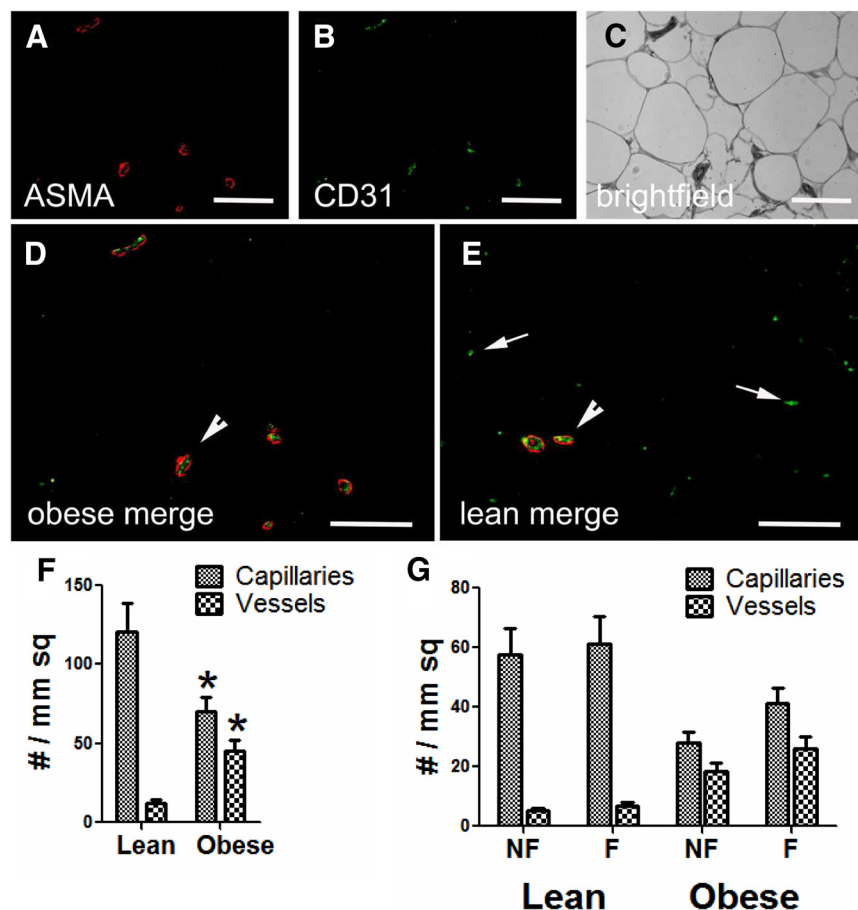 A
ASMA
B
CD31
C
brightfield
D
obese merge
E
lean merge
F
Capillaries
Vessels
150
100
50
0
# / mm sq
*
*
Lean
Obese
G
Capillaries
Vessels
80
60
40
20
0
# / mm sq
NF
F
NF
F
Lean
Obese